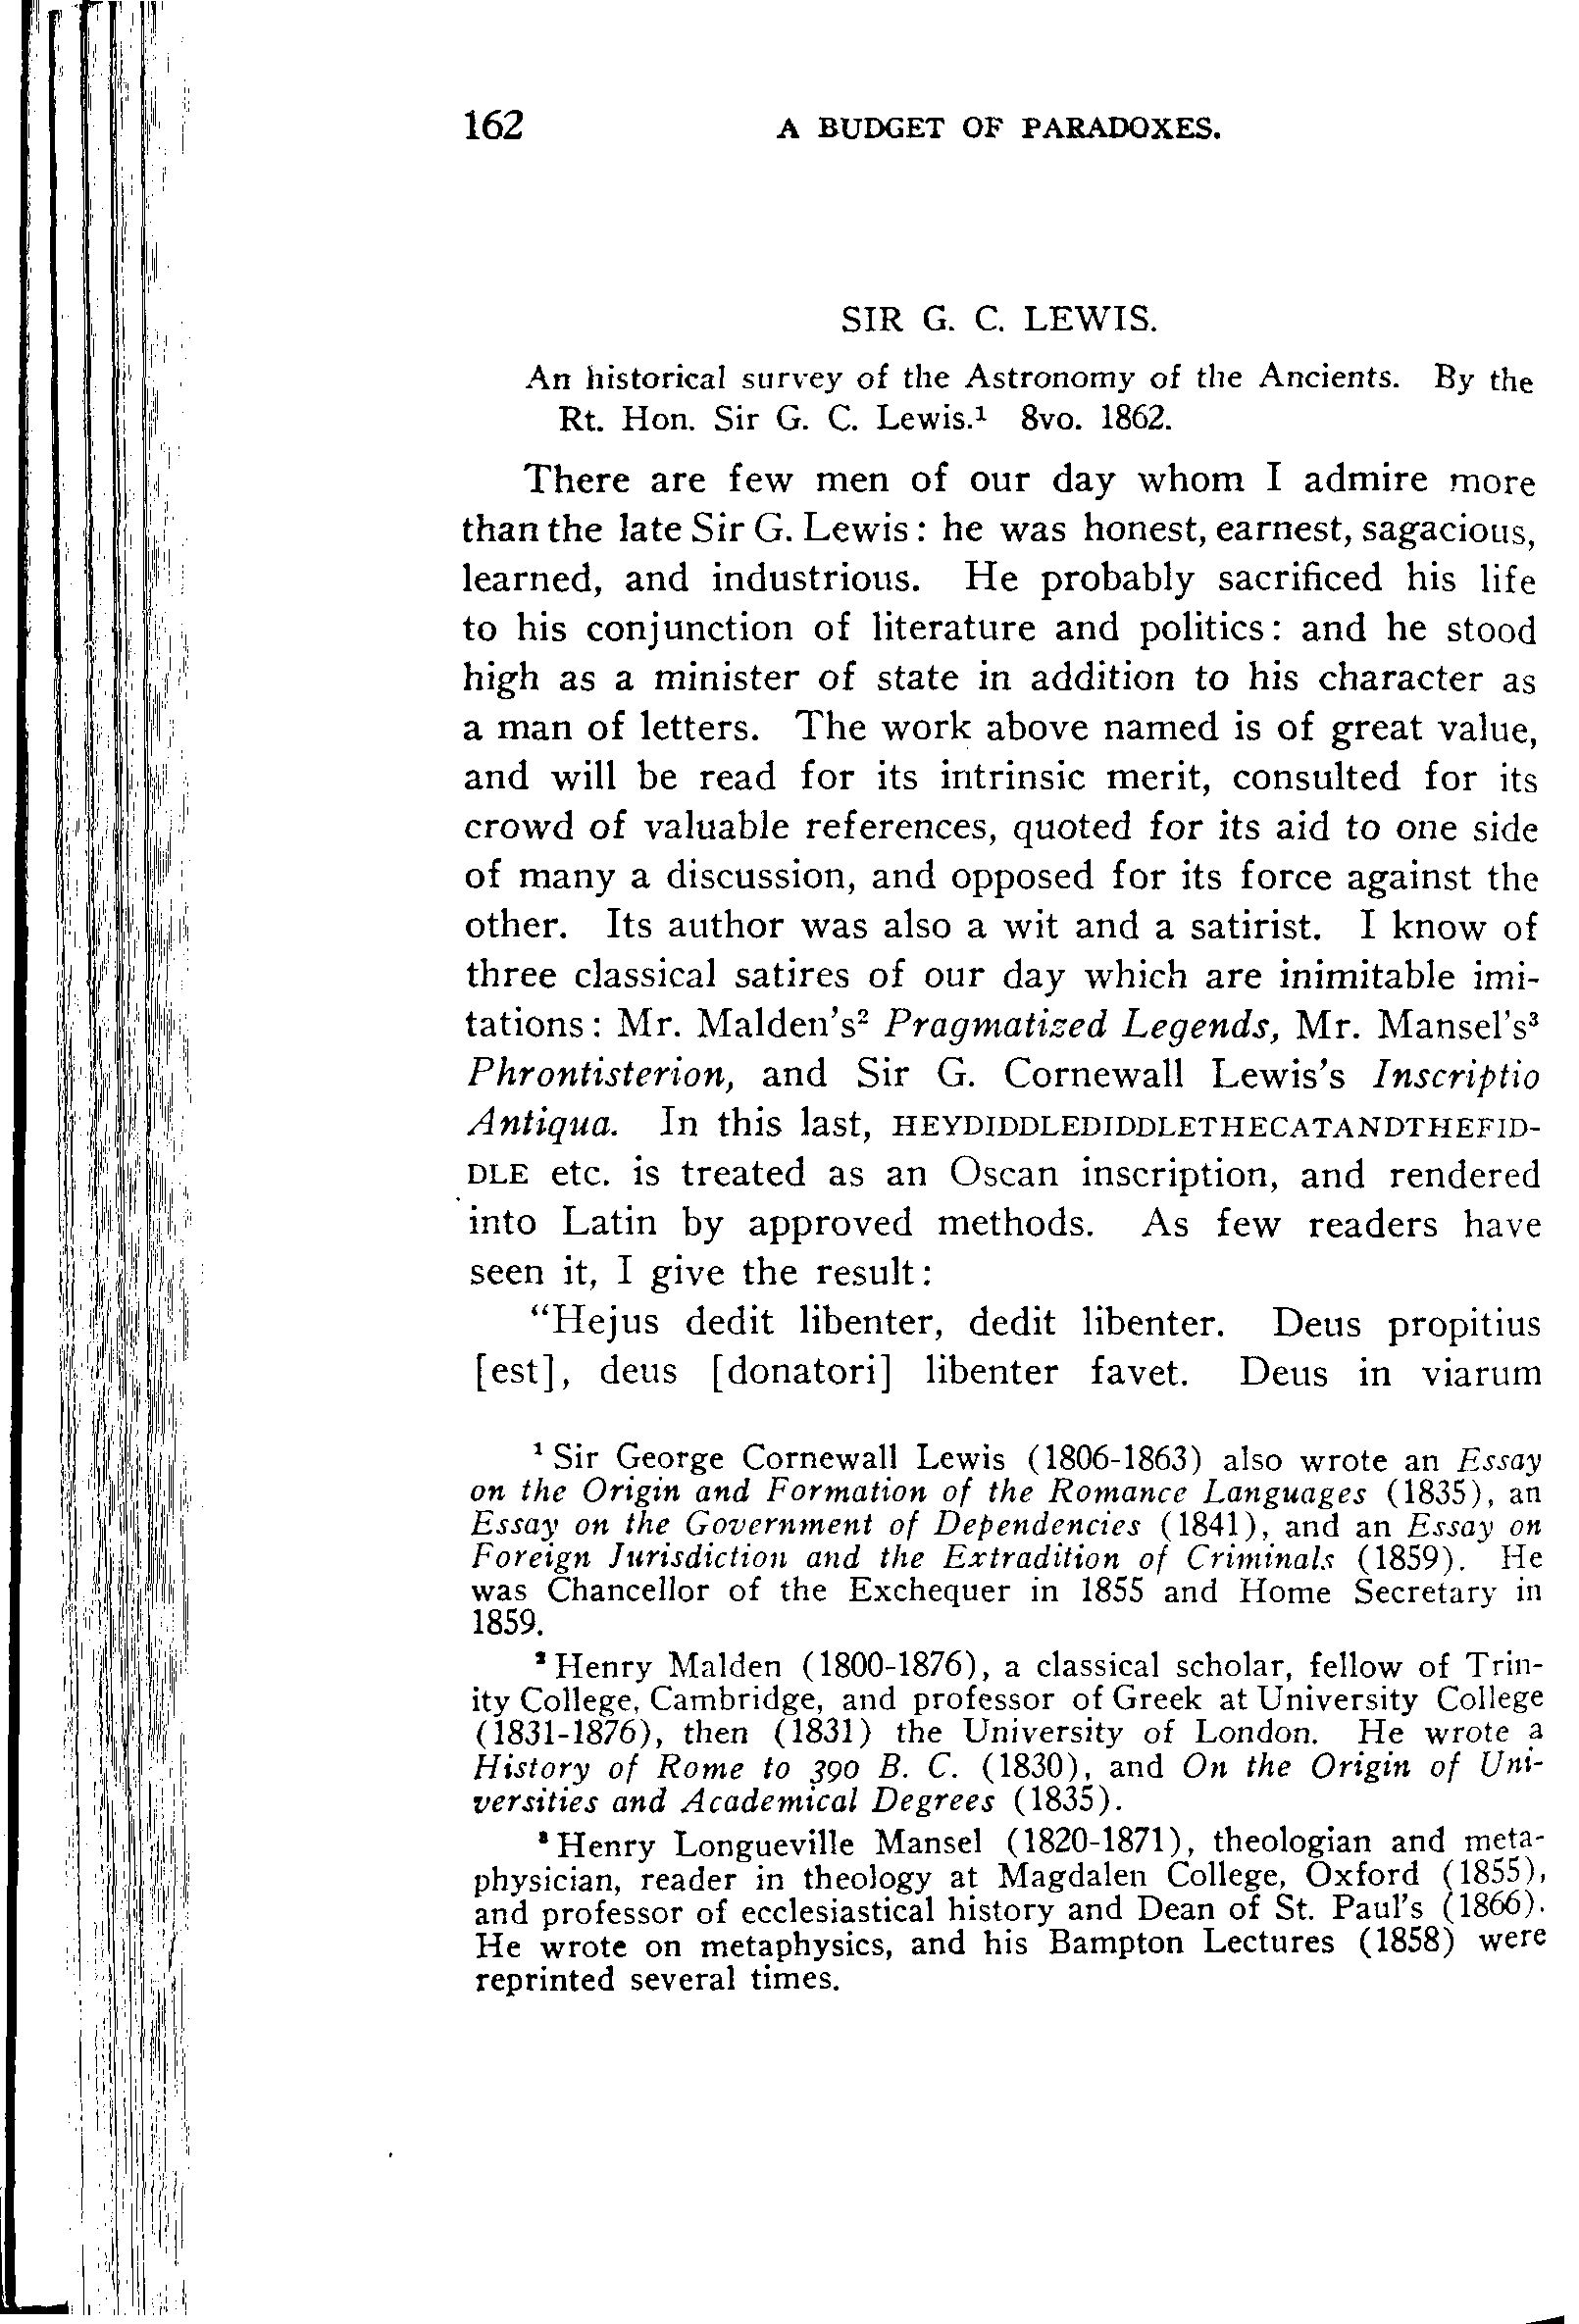 162 A BUDGET OF PARADOXES.
SIR G. C. LEWIS.
An historical survey of the Astronomy of the Ancients. By the
Rt. Hon. Sir G. C. Lewis.¹ 8vo. 1862.
There are few men of our day whom I admire more
than the late Sir G. Lewis: he was honest, earnest, sagacious,
learned, and industrious. He probably sacrificed his life
to his conjunction of literature and politics: and he stood
high as a minister of state in addition to his character as
a man of letters. The work above named is of great value,
and will be read for its intrinsic merit, consulted for its
crowd of valuable references, quoted for its aid to one side
of many a discussion, and opposed for its force against the
other. Its author was also a wit and a satirist. I know of
three classical satires of our day which are inimitable imi-
tations: Mr. Malden's² Pragmatized Legends, Mr. Mansel's³
Phrontisterion, and Sir G. Cornewall Lewis's Inscriptio
Antiqua. In this last, HEYDIDDLEDIDDLETHECATANDTHEFID-
DLE etc. is treated as an Oscan inscription, and rendered
into Latin by approved methods. As few readers have
seen it, I give the result:
"Hejus dedit libenter, dedit libenter. Deus propitius
[est], deus [donatori] libenter favet. Deus in viarum
¹ Sir George Cornewall Lewis (1806-1863) also wrote an Essay
on the Origin and Formation of the Romance Languages (1835), an
Essay on the Government of Dependencies (1841), and an Essay on
Foreign Jurisdiction and the Extradition of Criminals (1859). He
was Chancellor of the Exchequer in 1855 and Home Secretary in
1859.
² Henry Malden (1800-1876), a classical scholar, fellow of Trin-
ity College, Cambridge, and professor of Greek at University College
(1831-1876), then (1831) the University of London. He wrote a
History of Rome to 390 B. C. (1830), and On the Origin of Uni-
versities and Academical Degrees (1835).
³ Henry Longueville Mansel (1820-1871), theologian and meta-
physician, reader in theology at Magdalen College, Oxford (1855),
and professor of ecclesiastical history and Dean of St. Paul's (1866).
He wrote on metaphysics, and his Bampton Lectures (1858) were
reprinted several times.